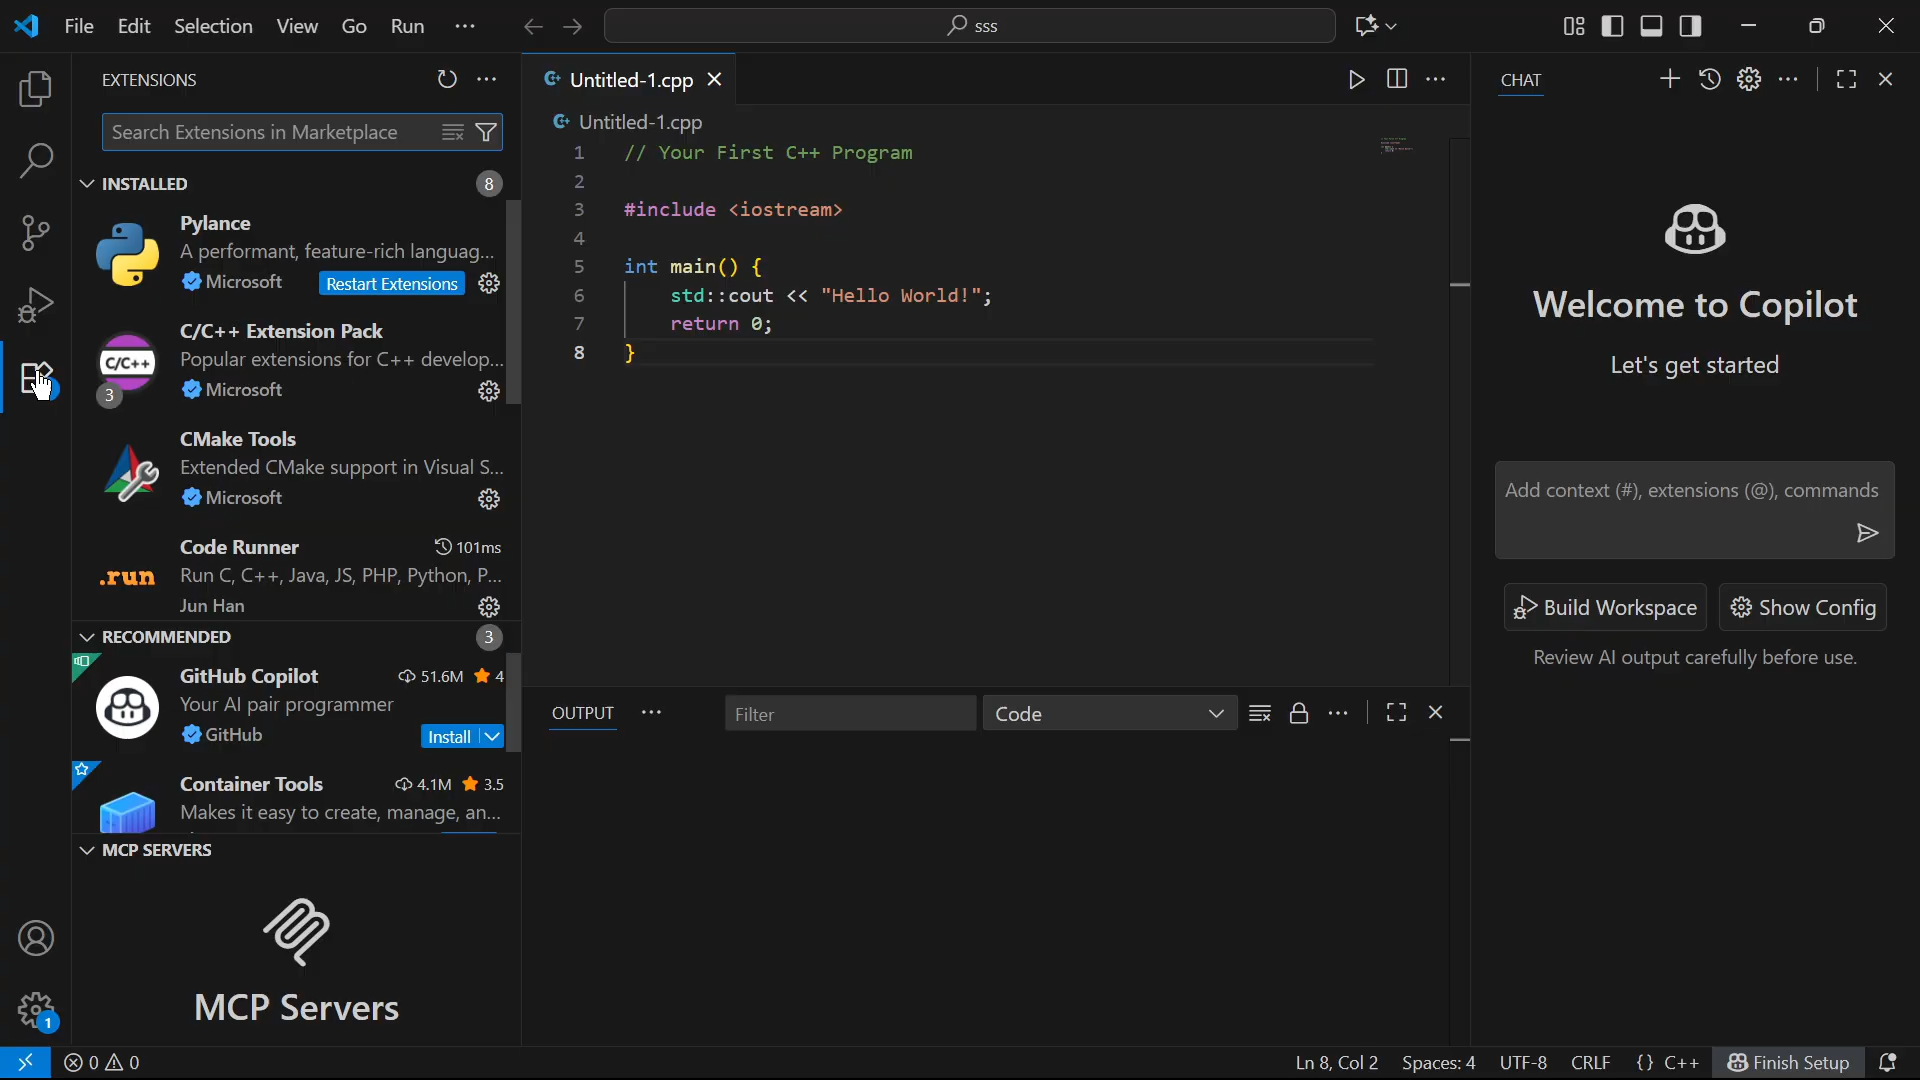 File Edit Selection View Go Run ···
sss
EXTENSIONS
Search Extensions in Marketplace
INSTALLED 8
Pylance
A performant, feature-rich languag...
Microsoft Restart Extensions
C/C++
3
C/C++ Extension Pack
Popular extensions for C++ develop...
Microsoft
CMake Tools
Extended CMake support in Visual S...
Microsoft
.run
Code Runner 101ms
Run C, C++, Java, JS, PHP, Python, P...
Jun Han
RECOMMENDED 3
GitHub Copilot 51.6M 4
Your AI pair programmer
GitHub Install
Container Tools 4.1M 3.5
Makes it easy to create, manage, an...
MCP SERVERS
MCP Servers
1
Untitled-1.cpp
Untitled-1.cpp
1 // Your First C++ Program
2
3 #include <iostream>
4
5 int main() {
6 std::cout << "Hello World!";
7 return 0;
8 }
OUTPUT ··· Filter Code
CHAT
Welcome to Copilot
Let's get started
Add context (#), extensions (@), commands
Build Workspace Show Config
Review AI output carefully before use.
0 0
Ln 8, Col 2 Spaces: 4 UTF-8 CRLF {} C++ Finish Setup